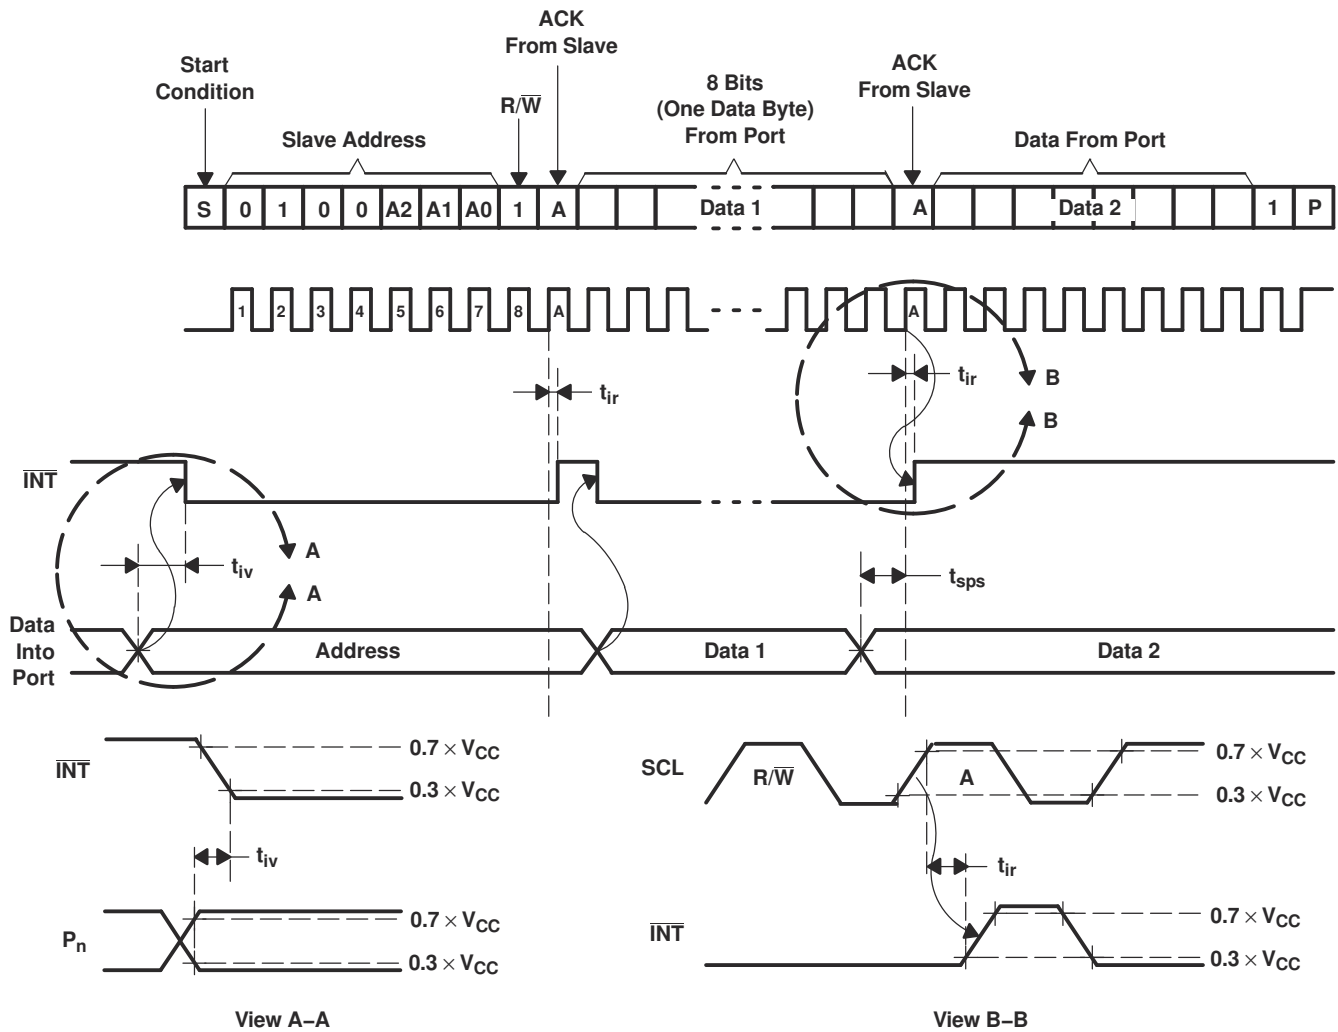 ACK
From Slave
Start
Condition
R/W̅
8 Bits
(One Data Byte)
From Port
ACK
From Slave
Slave Address
Data From Port
S 0 1 0 0 A2 A1 A0 1 A Data 1 A Data 2 1 P
1 2 3 4 5 6 7 8 A A
t_ir
t_ir
B
B
I̅N̅T̅
A
A
t_iv
t_sps
Data
Into
Port
Address
Data 1
Data 2
I̅N̅T̅
0.7 × V_CC
0.3 × V_CC
t_iv
P_n
0.7 × V_CC
0.3 × V_CC
View A–A
SCL
R/W̅
A
0.7 × V_CC
0.3 × V_CC
t_ir
I̅N̅T̅
0.7 × V_CC
0.3 × V_CC
View B–B